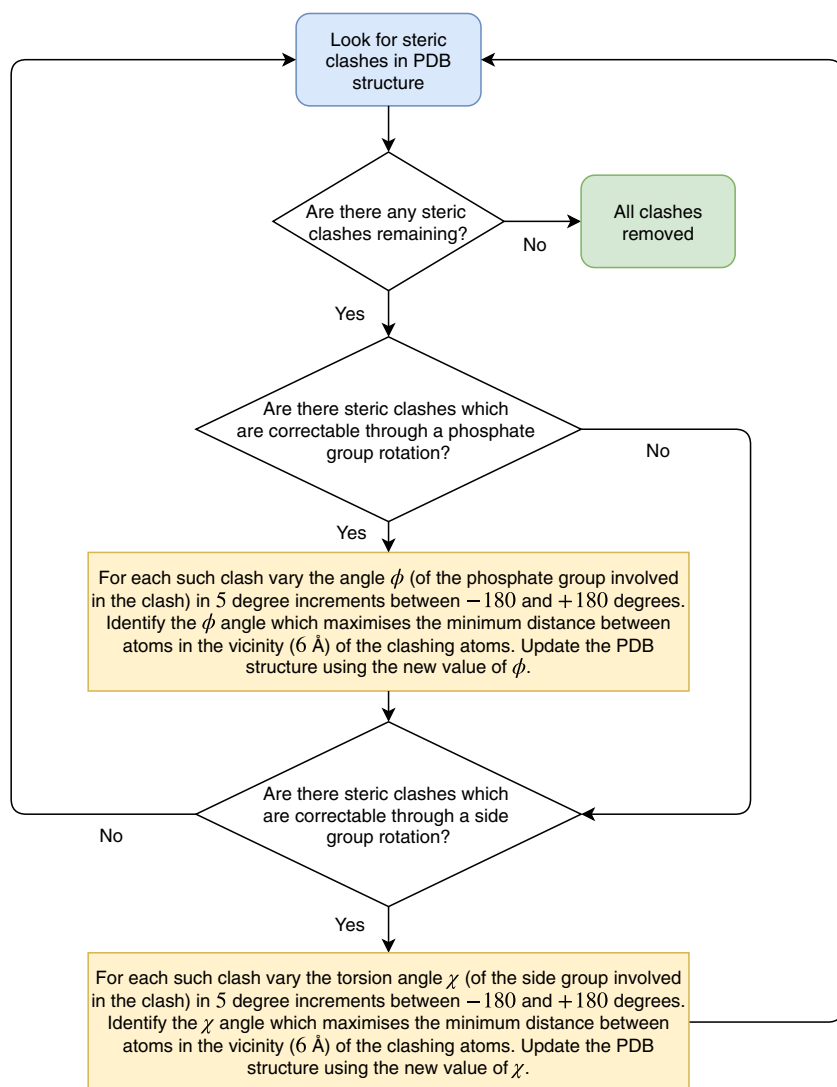 Look for steric
clashes in PDB
structure
Are there any steric
clashes remaining?
No
All clashes
removed
Yes
Are there steric clashes which
are correctable through a phosphate
group rotation?
No
Yes
For each such clash vary the angle ϕ (of the phosphate group involved
in the clash) in 5 degree increments between −180 and +180 degrees.
Identify the ϕ angle which maximises the minimum distance between
atoms in the vicinity (6 Å) of the clashing atoms. Update the PDB
structure using the new value of ϕ.
Are there steric clashes which
are correctable through a side
group rotation?
No
Yes
For each such clash vary the torsion angle χ (of the side group involved
in the clash) in 5 degree increments between −180 and +180 degrees.
Identify the χ angle which maximises the minimum distance between
atoms in the vicinity (6 Å) of the clashing atoms. Update the PDB
structure using the new value of χ.